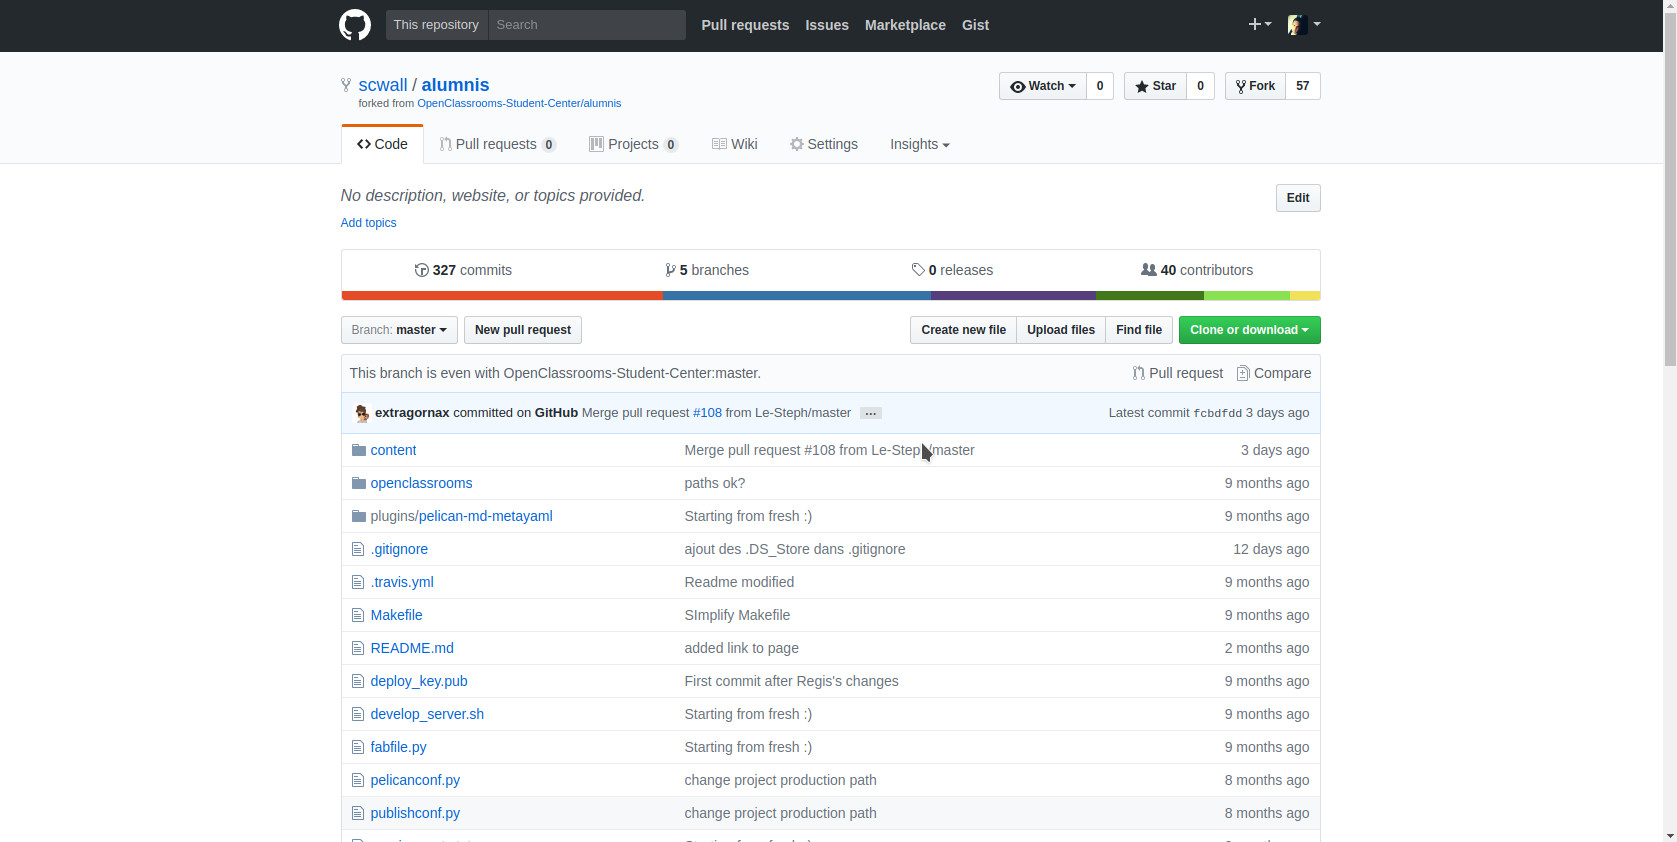 This repository Search Pull requests Issues Marketplace Gist
scwall / alumnis
Watch 0 Star 0 Fork 57
forked from OpenClassrooms-Student-Center/alumnis
Code Pull requests 0 Projects 0 Wiki Settings Insights
No description, website, or topics provided. Edit
Add topics
327 commits 5 branches 0 releases 40 contributors
Branch: master New pull request Create new file Upload files Find file Clone or download
This branch is even with OpenClassrooms-Student-Center:master. Pull request Compare
extragornax committed on GitHub Merge pull request #108 from Le-Steph/master ... Latest commit fcbdfdd 3 days ago
content Merge pull request #108 from Le-Steph/master 3 days ago
openclassrooms paths ok? 9 months ago
plugins/pelican-md-metayaml Starting from fresh :) 9 months ago
.gitignore ajout des .DS_Store dans .gitignore 12 days ago
.travis.yml Readme modified 9 months ago
Makefile SImplify Makefile 9 months ago
README.md added link to page 2 months ago
deploy_key.pub First commit after Regis's changes 9 months ago
develop_server.sh Starting from fresh :) 9 months ago
fabfile.py Starting from fresh :) 9 months ago
pelicanconf.py change project production path 8 months ago
publishconf.py change project production path 8 months ago